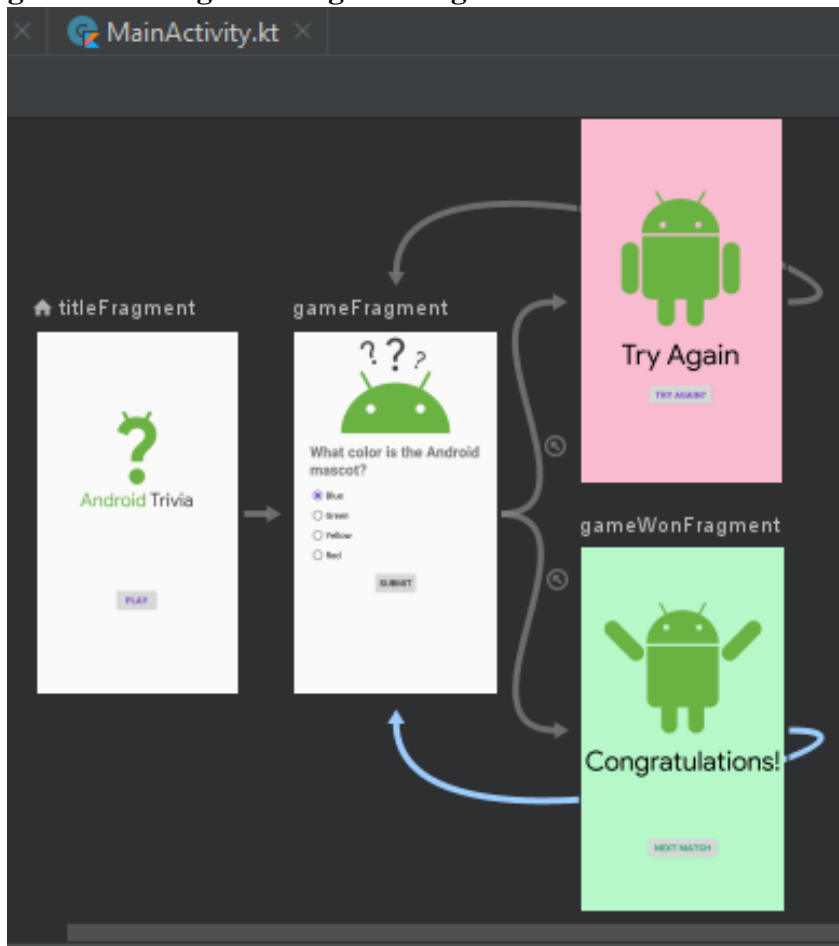 MainActivity.kt
titleFragment
Android Trivia
PLAY
gameFragment
? ? ?
What color is the Android
mascot?
Blue
Green
Yellow
Red
SUBMIT
Try Again
TRY AGAIN?
gameWonFragment
Congratulations!
NEXT MATCH